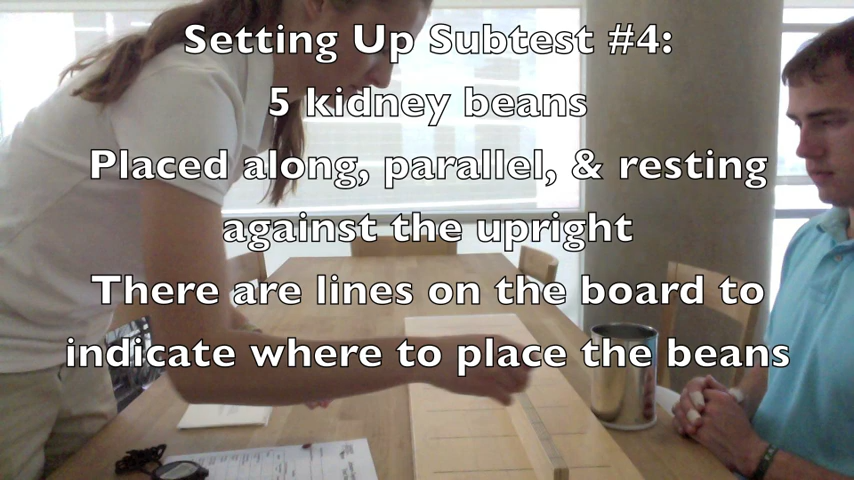 Setting Up Subtest #4:
5 kidney beans
Placed along, parallel, & resting
against the upright
There are lines on the board to
indicate where to place the beans